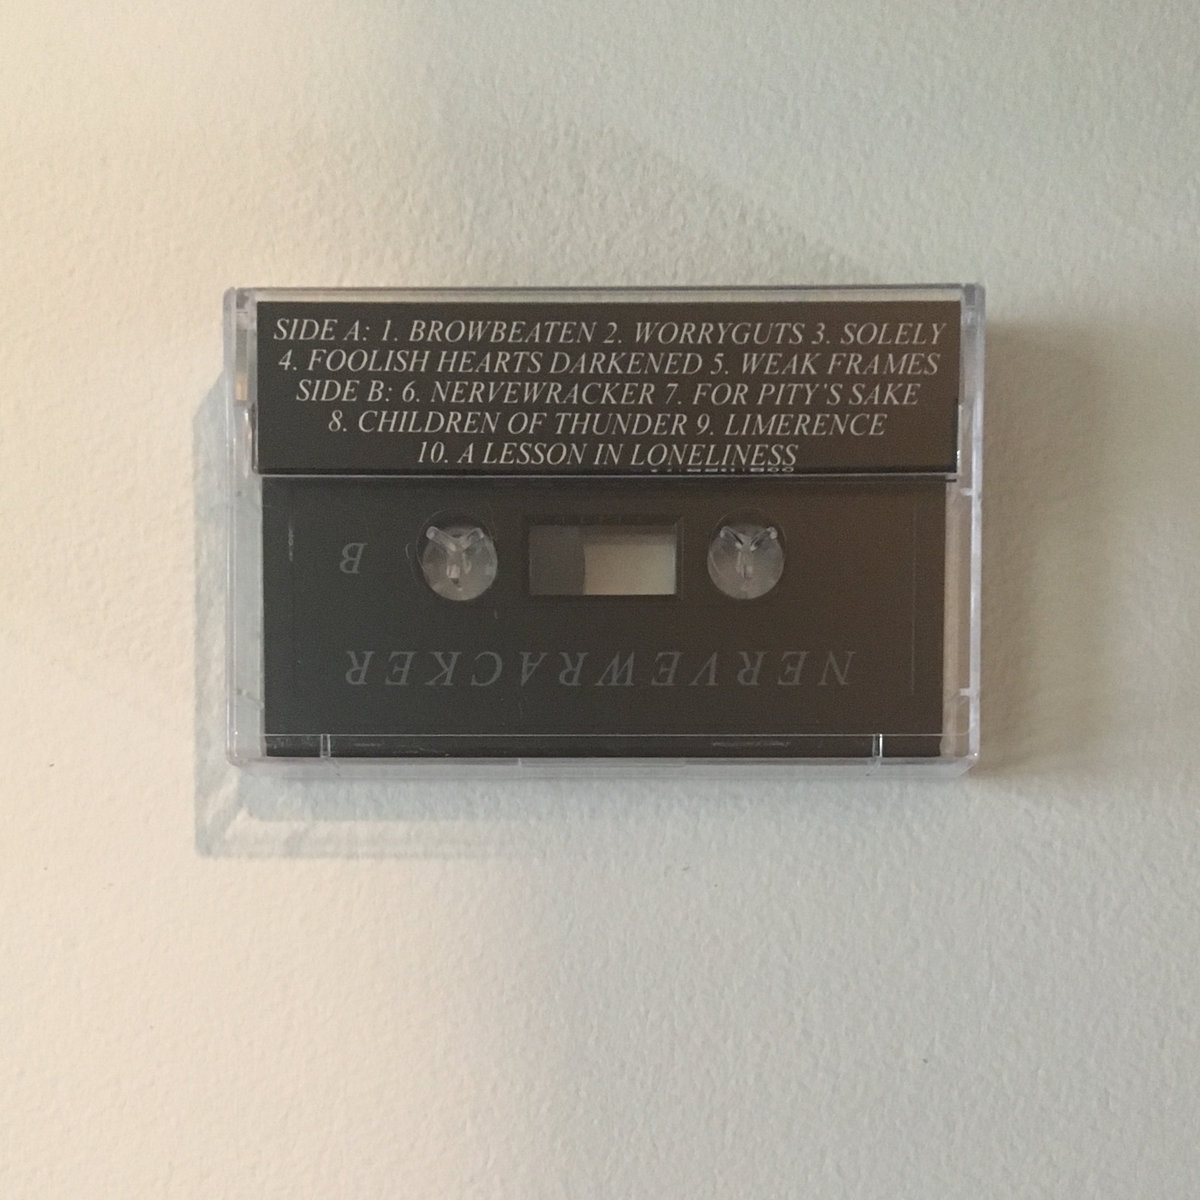 SIDE A: 1. BROWBEATEN 2. WORRYGUTS 3. SOLELY
4. FOOLISH HEARTS DARKENED 5. WEAK FRAMES
SIDE B: 6. NERVEWRACKER 7. FOR PITY'S SAKE
8. CHILDREN OF THUNDER 9. LIMERENCE
10. A LESSON IN LONELINESS
B
NERVEWRACKER